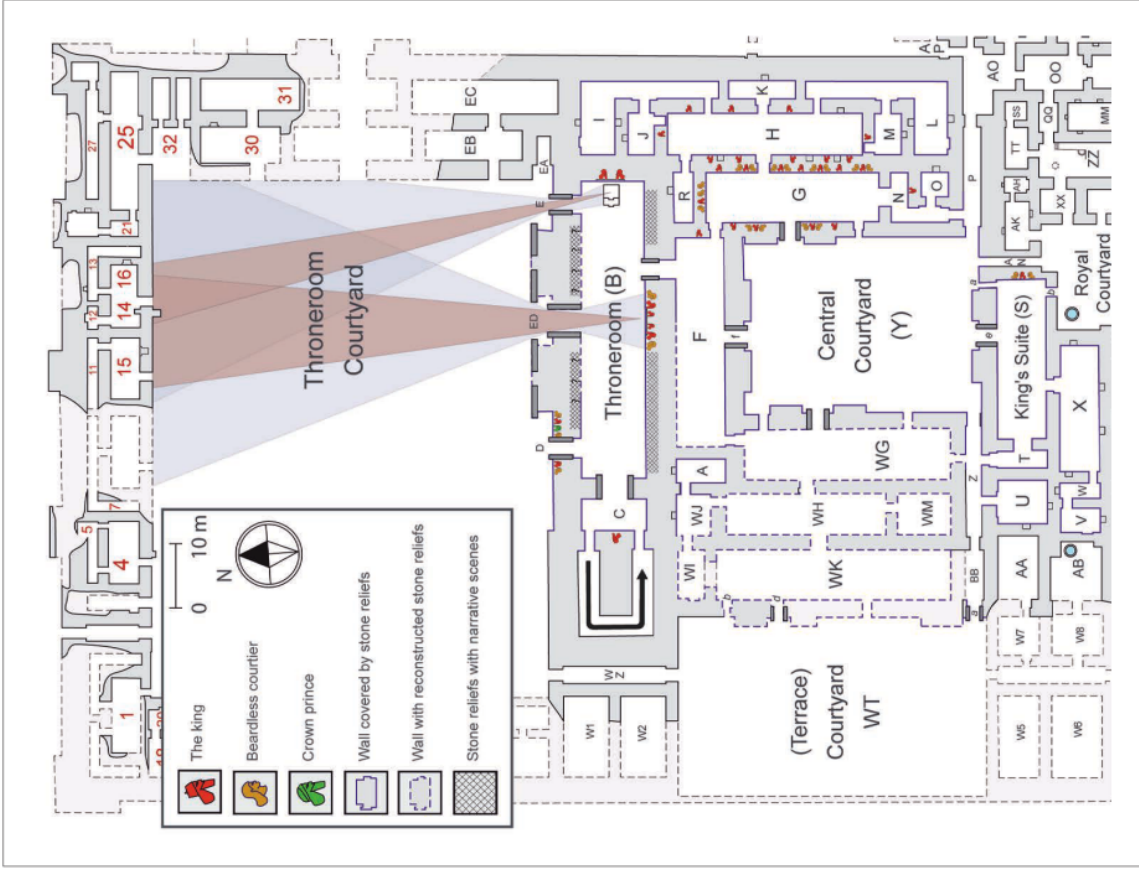 27
25
32
31
30
21
13
16
12
14
11
15
7
5
4
1
Throneroom
Courtyard
EC
EB
EA
E
ED
D
N
0 10 m
The king
Beardless courtier
Crown prince
Wall covered by stone reliefs
Wall with reconstructed stone reliefs
Stone reliefs with narrative scenes
Throneroom (B)
C
I
J
K
H
M
L
R
G
N
O
P
F
f
Central
Courtyard
(Y)
A
WJ
WI
WG
WH
WM
WK
b
d
a
Z
BB
WZ
W1
W2
(Terrace)
Courtyard
WT
AP
AO
OO
SS
QQ
MM
TT
ZZ
AH
XX
AK
AN
a
b
e
King's Suite (S)
Royal
Courtyard
T
X
U
W
V
AA
AB
W7
W8
W5
W6